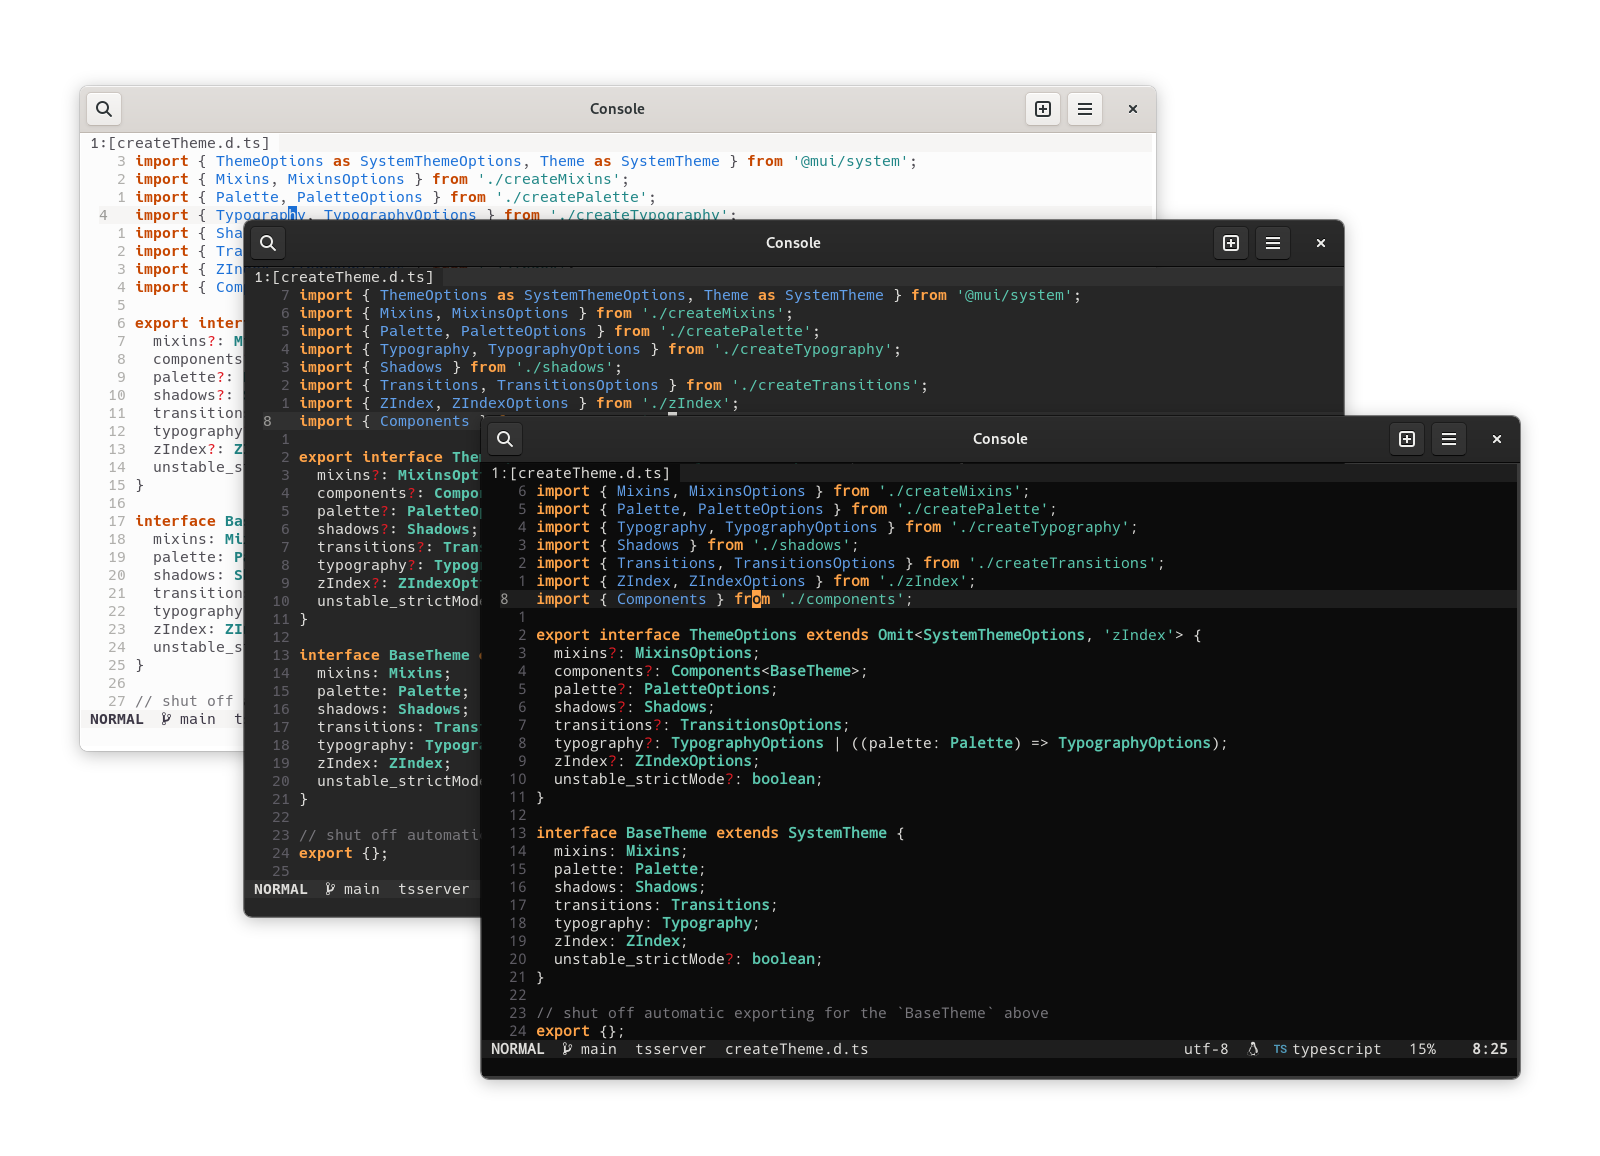 Console
1:[createTheme.d.ts]
3 import { ThemeOptions as SystemThemeOptions, Theme as SystemTheme } from '@mui/system';
2 import { Mixins, MixinsOptions } from './createMixins';
1 import { Palette, PaletteOptions } from './createPalette';
4 import { Typography, TypographyOptions } from './createTypography';
1 import { Sha
2 import { Tra
3 import { ZIn
4 import { Com
5
6 export inter
7 mixins?: M
8 components
9 palette?:
10 shadows?:
11 transition
12 typography
13 zIndex?: Z
14 unstable_s
15 }
16
17 interface Ba
18 mixins: Mi
19 palette: P
20 shadows: S
21 transition
22 typography
23 zIndex: ZI
24 unstable_s
25 }
26
27 // shut off
NORMAL main t
Console
1:[createTheme.d.ts]
7 import { ThemeOptions as SystemThemeOptions, Theme as SystemTheme } from '@mui/system';
6 import { Mixins, MixinsOptions } from './createMixins';
5 import { Palette, PaletteOptions } from './createPalette';
4 import { Typography, TypographyOptions } from './createTypography';
3 import { Shadows } from './shadows';
2 import { Transitions, TransitionsOptions } from './createTransitions';
1 import { ZIndex, ZIndexOptions } from './zIndex';
8 import { Components }
1
2 export interface The
3 mixins?: MixinsOpt
4 components?: Compo
5 palette?: PaletteO
6 shadows?: Shadows;
7 transitions?: Tran
8 typography?: Typog
9 zIndex?: ZIndexOpt
10 unstable_strictMod
11 }
12
13 interface BaseTheme
14 mixins: Mixins;
15 palette: Palette;
16 shadows: Shadows;
17 transitions: Trans
18 typography: Typogr
19 zIndex: ZIndex;
20 unstable_strictMod
21 }
22
23 // shut off automati
24 export {};
25
NORMAL main tsserver
Console
1:[createTheme.d.ts]
6 import { Mixins, MixinsOptions } from './createMixins';
5 import { Palette, PaletteOptions } from './createPalette';
4 import { Typography, TypographyOptions } from './createTypography';
3 import { Shadows } from './shadows';
2 import { Transitions, TransitionsOptions } from './createTransitions';
1 import { ZIndex, ZIndexOptions } from './zIndex';
8 import { Components } from './components';
1
2 export interface ThemeOptions extends Omit<SystemThemeOptions, 'zIndex'> {
3 mixins?: MixinsOptions;
4 components?: Components<BaseTheme>;
5 palette?: PaletteOptions;
6 shadows?: Shadows;
7 transitions?: TransitionsOptions;
8 typography?: TypographyOptions | ((palette: Palette) => TypographyOptions);
9 zIndex?: ZIndexOptions;
10 unstable_strictMode?: boolean;
11 }
12
13 interface BaseTheme extends SystemTheme {
14 mixins: Mixins;
15 palette: Palette;
16 shadows: Shadows;
17 transitions: Transitions;
18 typography: Typography;
19 zIndex: ZIndex;
20 unstable_strictMode?: boolean;
21 }
22
23 // shut off automatic exporting for the `BaseTheme` above
24 export {};
NORMAL main tsserver createTheme.d.ts utf-8 TS typescript 15% 8:25